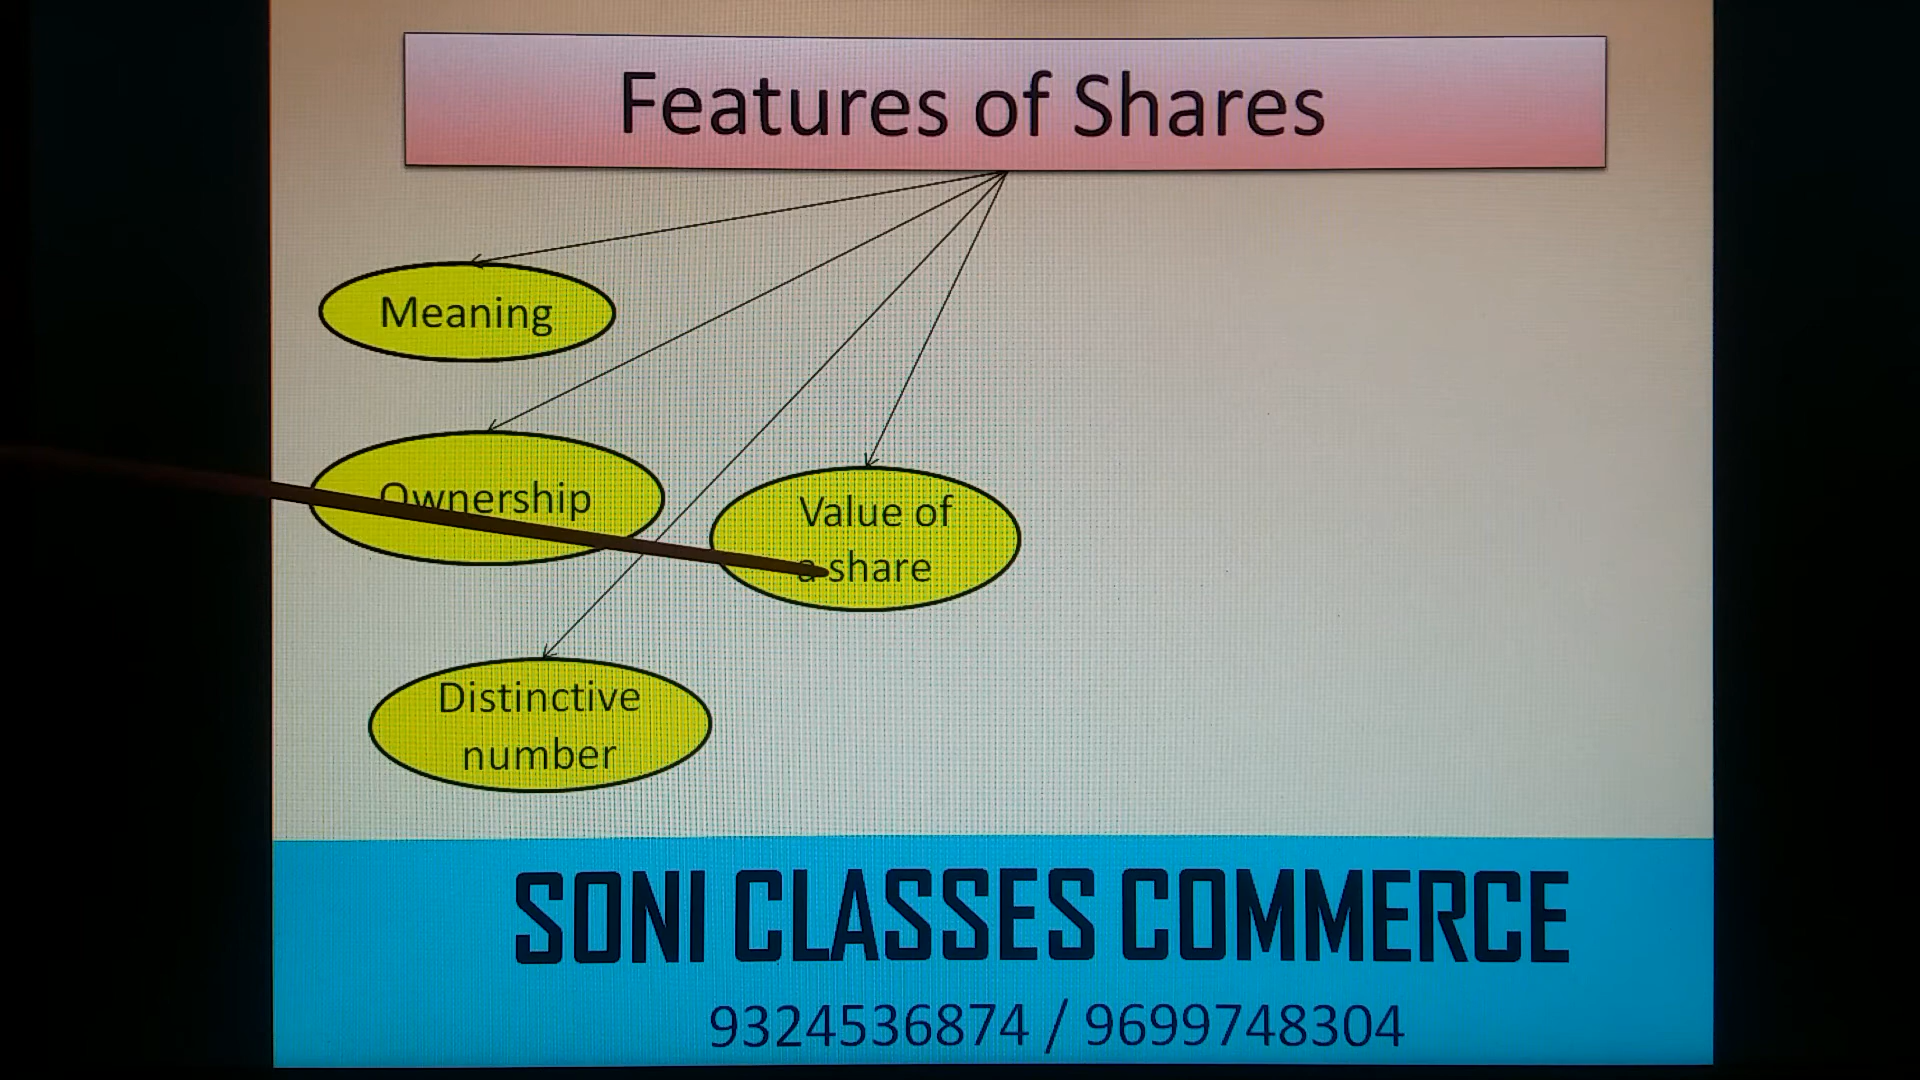 Features of Shares
Meaning
Ownership
Value of
a share
Distinctive
number
SONI CLASSES COMMERCE
9324536874 / 9699748304